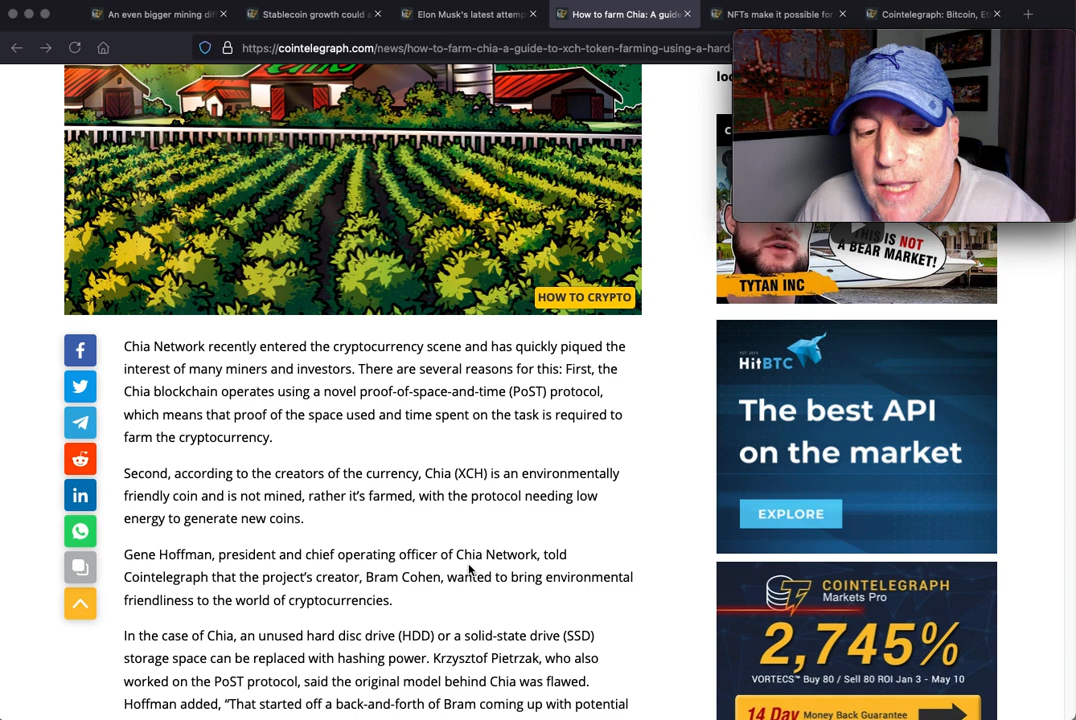 An even bigger mining di
Stablecoin growth could
Elon Musk's latest attemp
How to farm Chia: A guid
NFTs make it possible for
Cointelegraph: Bitcoin, Et
https://cointelegraph.com/news/how-to-farm-chia-a-guide-to-xch-token-farming-using-a-hard-
HOW TO CRYPTO
THIS IS NOT
A BEAR MARKET!
TYTAN INC
Chia Network recently entered the cryptocurrency scene and has quickly piqued the
interest of many miners and investors. There are several reasons for this: First, the
Chia blockchain operates using a novel proof-of-space-and-time (PoST) protocol,
which means that proof of the space used and time spent on the task is required to
farm the cryptocurrency.
Second, according to the creators of the currency, Chia (XCH) is an environmentally
friendly coin and is not mined, rather it's farmed, with the protocol needing low
energy to generate new coins.
Gene Hoffman, president and chief operating officer of Chia Network, told
Cointelegraph that the project's creator, Bram Cohen, wanted to bring environmental
friendliness to the world of cryptocurrencies.
In the case of Chia, an unused hard disc drive (HDD) or a solid-state drive (SSD)
storage space can be replaced with hashing power. Krzysztof Pietrzak, who also
worked on the PoST protocol, said the original model behind Chia was flawed.
Hoffman added, "That started off a back-and-forth of Bram coming up with potential
HitBTC
The best API
on the market
EXPLORE
COINTELEGRAPH
Markets Pro
2,745%
VORTECS™ Buy 80 / Sell 80 ROI Jan 3 - May 10
14 Day Money Back Guarantee